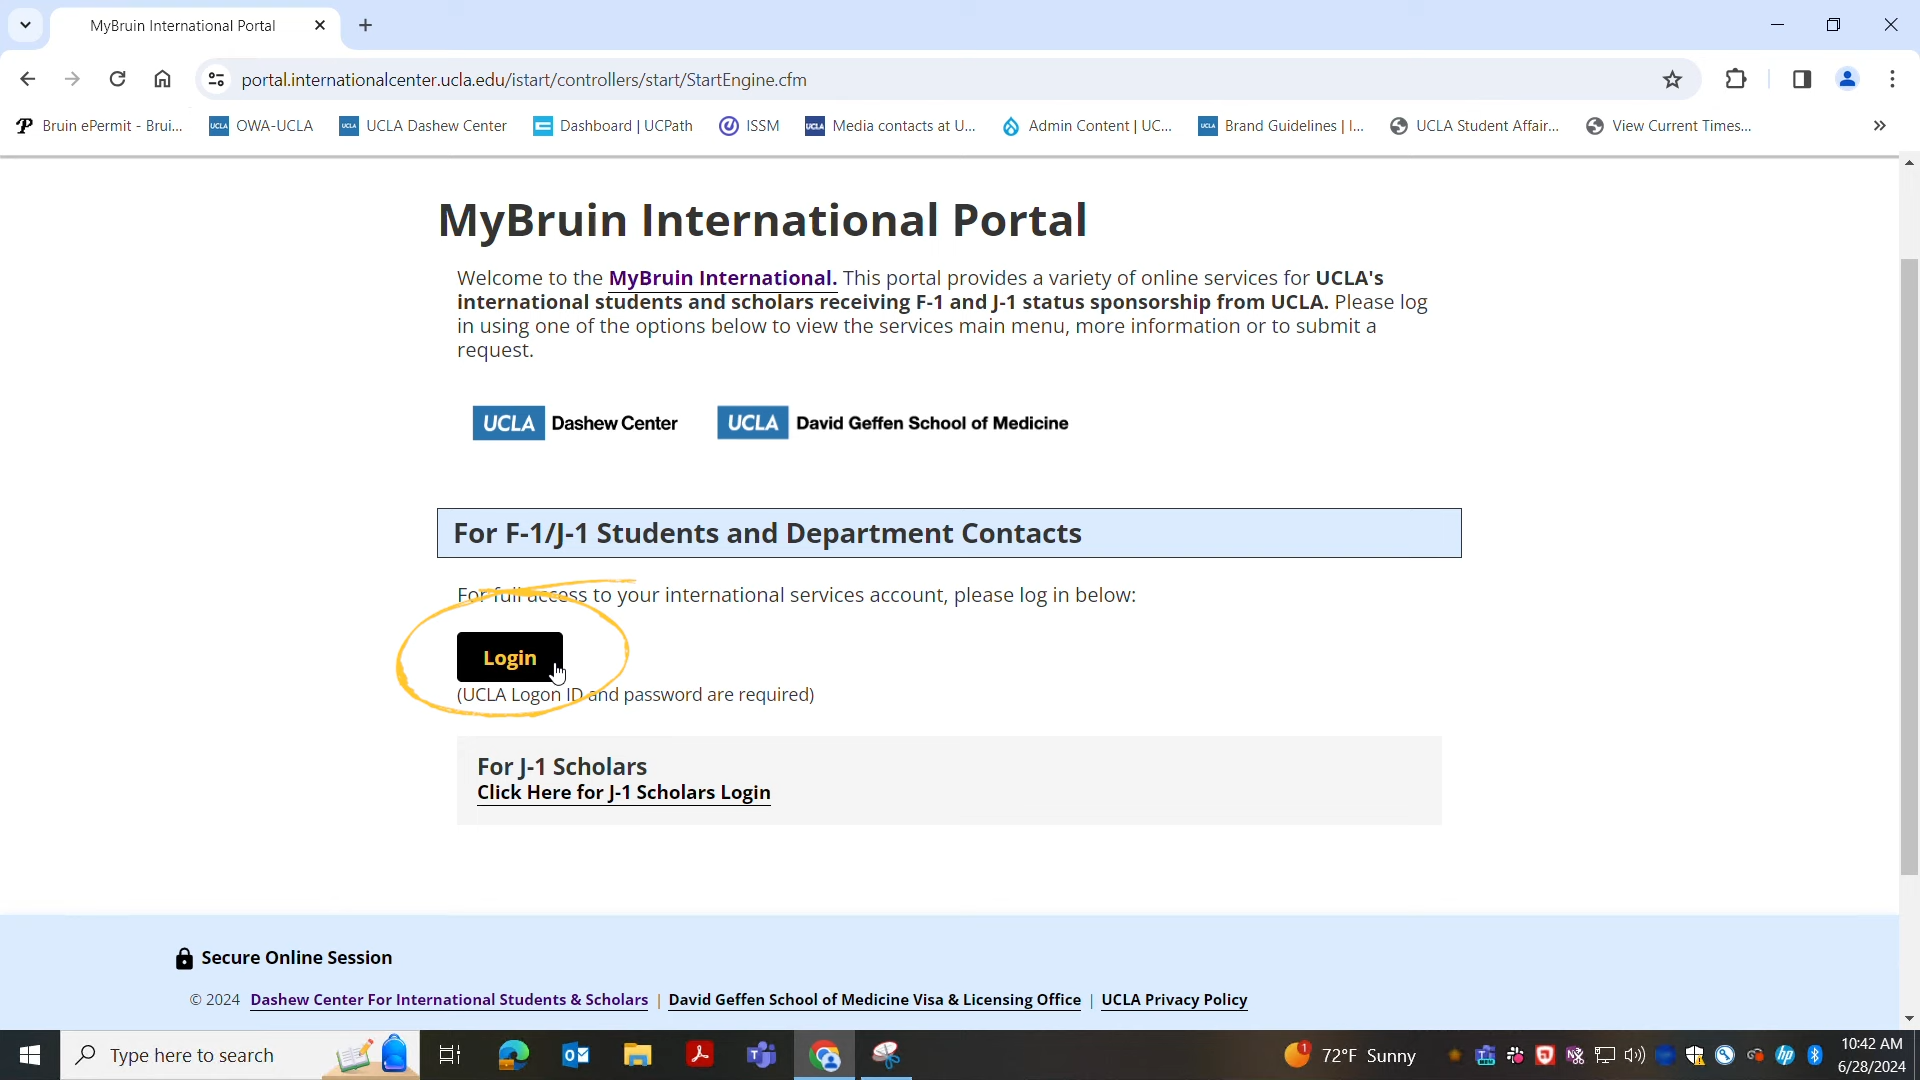 MyBruin International Portal
portal.internationalcenter.ucla.edu/istart/controllers/start/StartEngine.cfm
Bruin ePermit - Brui... OWA-UCLA UCLA Dashew Center Dashboard | UCPath ISSM Media contacts at U... Admin Content | UC... Brand Guidelines | I... UCLA Student Affair... View Current Times...
MyBruin International Portal
Welcome to the MyBruin International. This portal provides a variety of online services for UCLA's
international students and scholars receiving F-1 and J-1 status sponsorship from UCLA. Please log
in using one of the options below to view the services main menu, more information or to submit a
request.
UCLA Dashew Center UCLA David Geffen School of Medicine
For F-1/J-1 Students and Department Contacts
For full access to your international services account, please log in below:
Login
(UCLA Logon ID and password are required)
For J-1 Scholars
Click Here for J-1 Scholars Login
Secure Online Session
© 2024 Dashew Center For International Students & Scholars | David Geffen School of Medicine Visa & Licensing Office | UCLA Privacy Policy
Type here to search
72°F Sunny
10:42 AM
6/28/2024